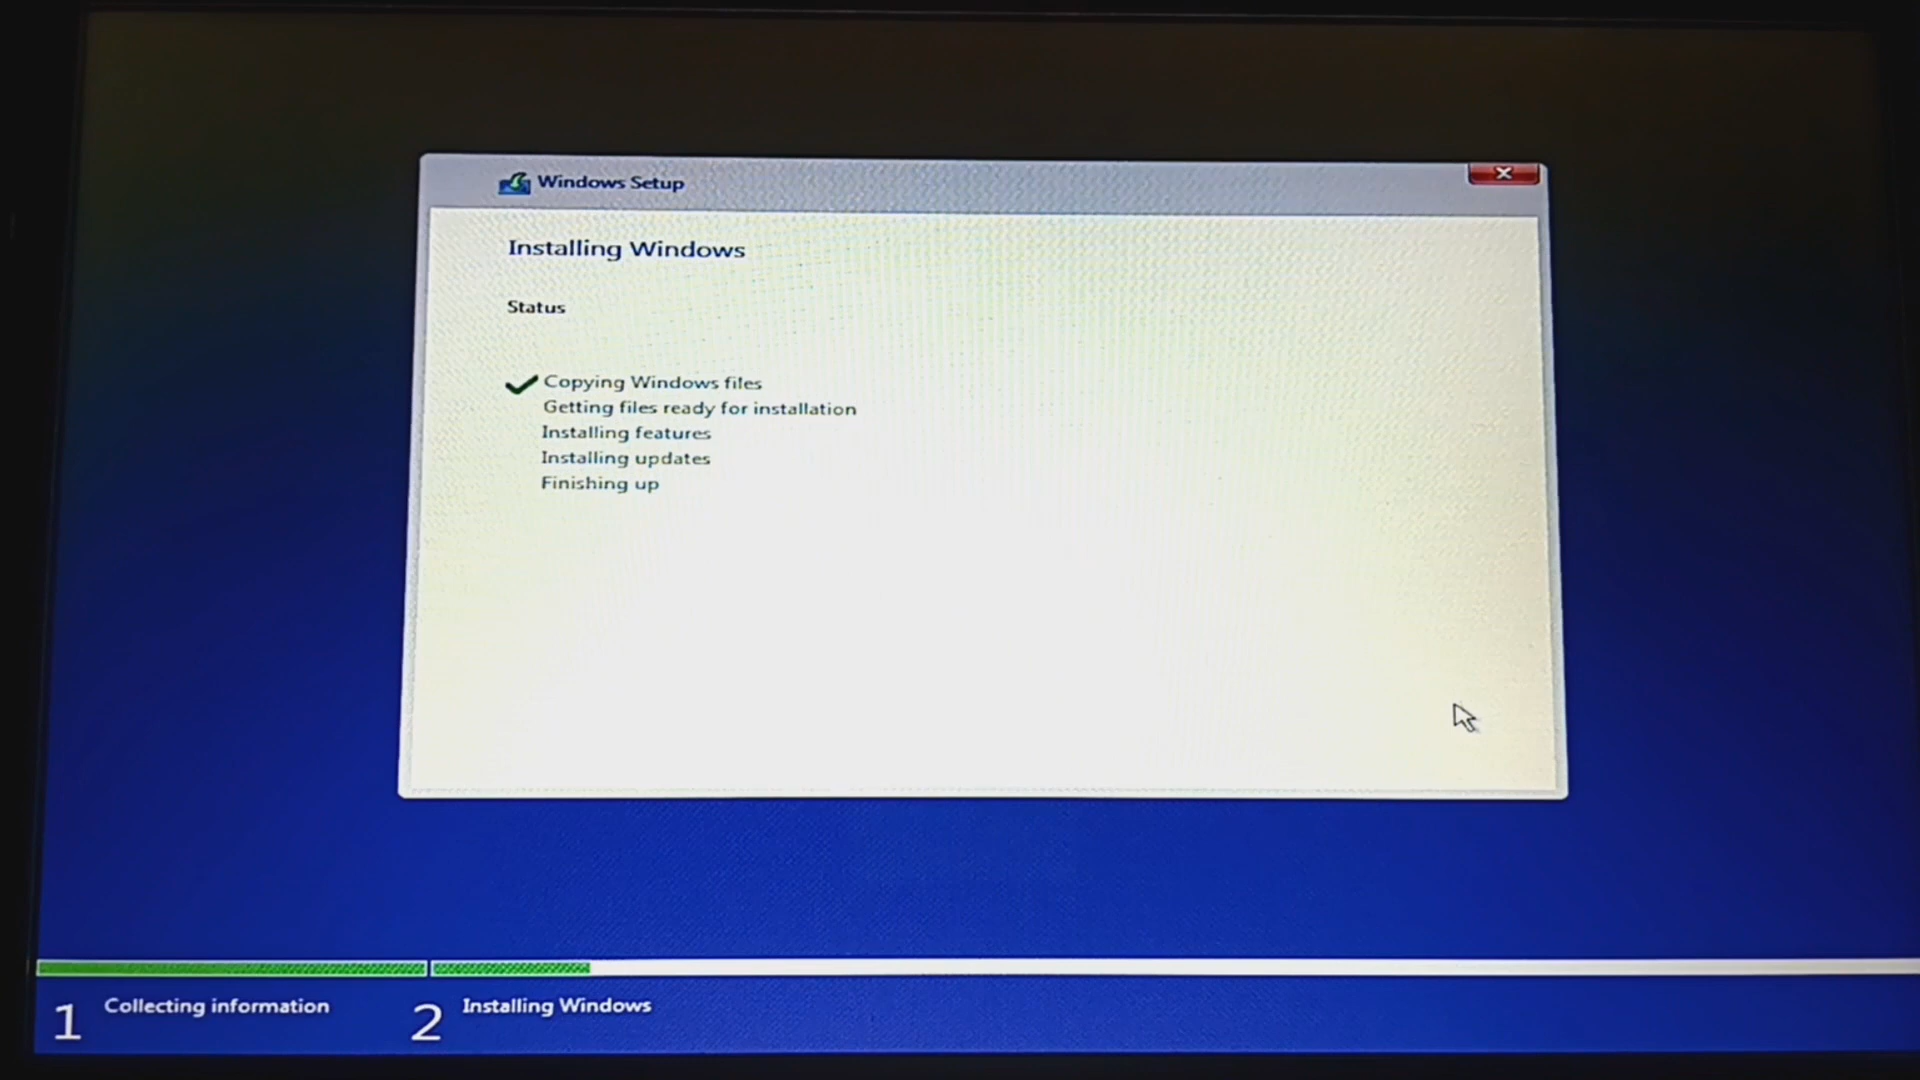 Windows Setup
Installing Windows
Status
Copying Windows files
Getting files ready for installation
Installing features
Installing updates
Finishing up
1 Collecting information
2 Installing Windows